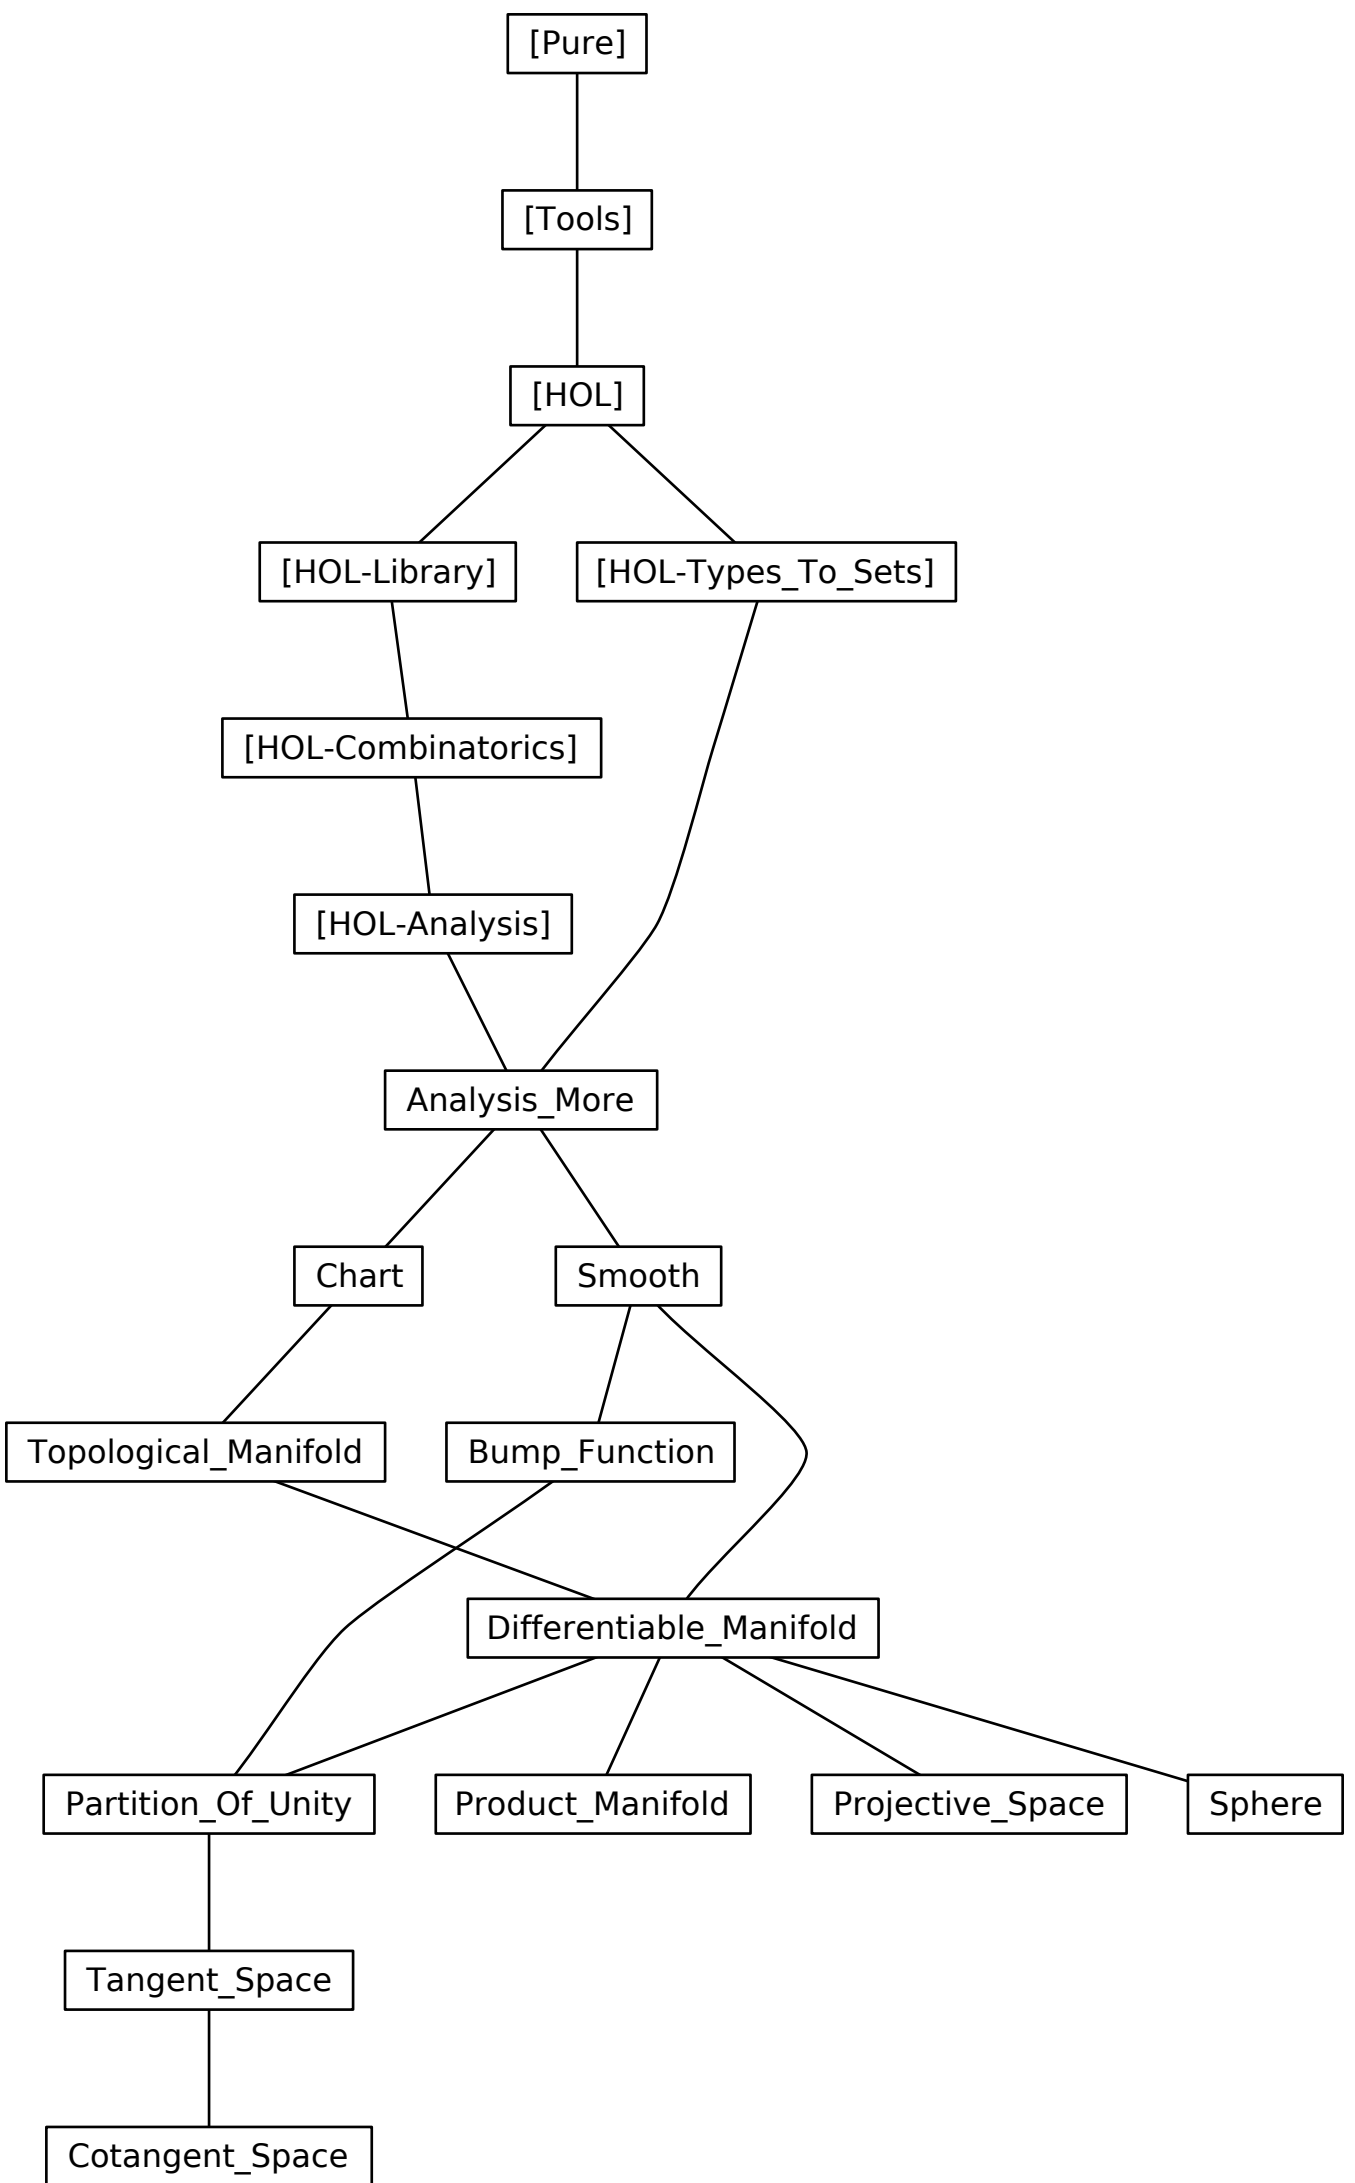 [Pure]
[Tools]
[HOL]
[HOL-Library]
[HOL-Types_To_Sets]
[HOL-Combinatorics]
[HOL-Analysis]
Analysis_More
Chart
Smooth
Topological_Manifold
Bump_Function
Differentiable_Manifold
Partition_Of_Unity
Product_Manifold
Projective_Space
Sphere
Tangent_Space
Cotangent_Space